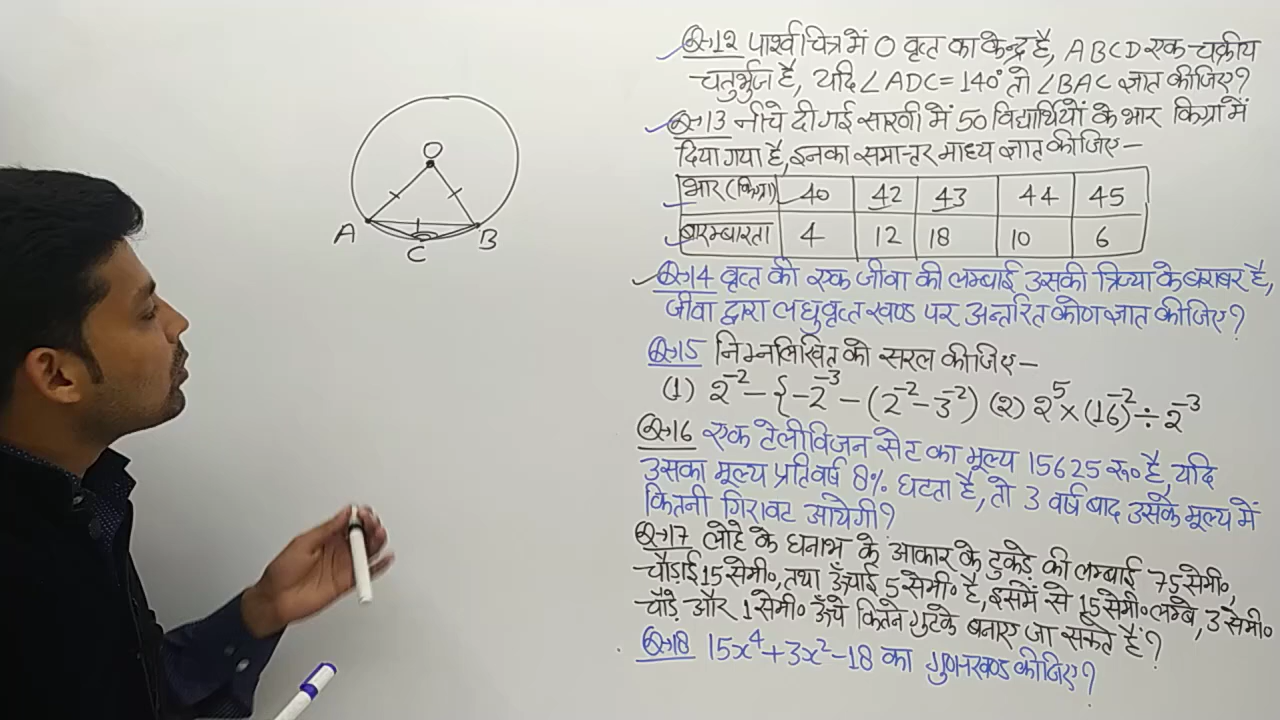 Q→12 पार्श्व चित्र में O वृत्त का केन्द्र है, ABCD एक चक्रीय
चतुर्भुज है, यदि ∠ADC=140° तो ∠BAC ज्ञात कीजिए?
Q→13 नीचे दी गई सारणी में 50 विद्यार्थियों के भार किग्रा में
दिया गया है, इनका समान्तर माध्य ज्ञात कीजिए–
भार(किग्रा) 40 42 43 44 45
बारम्बारता 4 12 18 10 6
Q→14 वृत्त की एक जीवा की लम्बाई उसकी त्रिज्या के बराबर है,
जीवा द्वारा लघुवृत्त खण्ड पर अन्तरित कोण ज्ञात कीजिए?
Q→15 निम्नलिखित को सरल कीजिए–
(1) 2⁻² – {-2⁻³ – (2⁻² – 3⁻²) (2) 2⁵ × (16)⁻² ÷ 2⁻³
Q→16 एक टेलीविजन सेट का मूल्य 15625 रु० है, यदि
उसका मूल्य प्रतिवर्ष 8% घटता है, तो 3 वर्ष बाद उसके मूल्य में
कितनी गिरावट आयेगी?
Q→17 लोहे के घनाभ के आकार के टुकड़े की लम्बाई 75 सेमी०,
चौड़ाई 15 सेमी०, तथा ऊँचाई 5 सेमी० है, इसमें से 15 सेमी० लम्बे, 3 सेमी०
चौड़े और 1 सेमी० ऊँचे कितने गुटके बनाए जा सकते हैं?
Q→18 15x⁴+3x²-18 का गुणनखण्ड कीजिए?
O
A
B
C